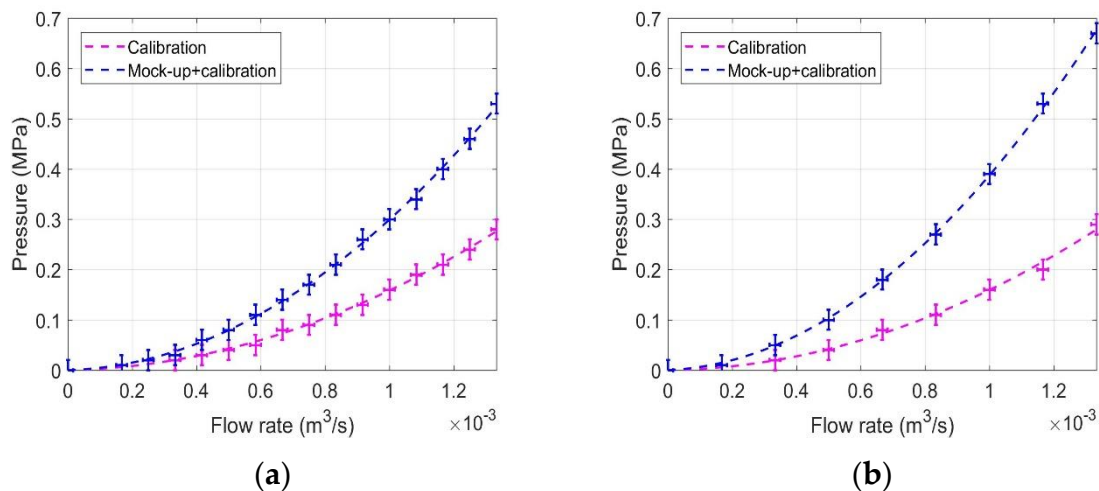 0.7
0.6
0.5
0.4
0.3
0.2
0.1
0
Pressure (MPa)
Calibration
Mock-up+calibration
0 0.2 0.4 0.6 0.8 1 1.2
×10⁻³
Flow rate (m³/s)
(a)
0.7
0.6
0.5
0.4
0.3
0.2
0.1
0
Pressure (MPa)
Calibration
Mock-up+calibration
0 0.2 0.4 0.6 0.8 1 1.2
×10⁻³
Flow rate (m³/s)
(b)